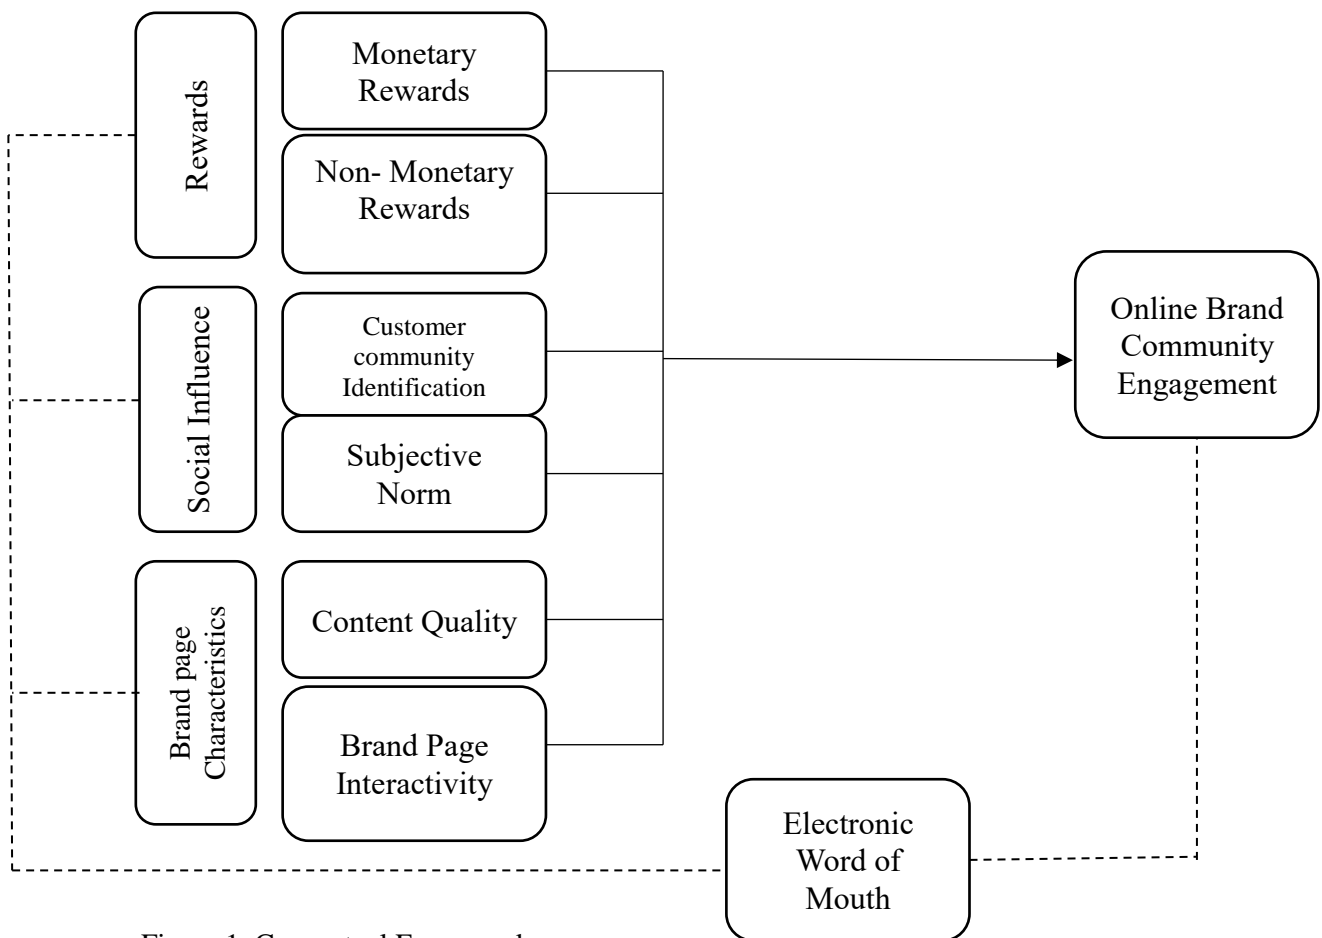 Rewards
Monetary
Rewards
Non- Monetary
Rewards
Social Influence
Customer
community
Identification
Subjective
Norm
Brand page
Characteristics
Content Quality
Brand Page
Interactivity
Online Brand
Community
Engagement
Electronic
Word of
Mouth